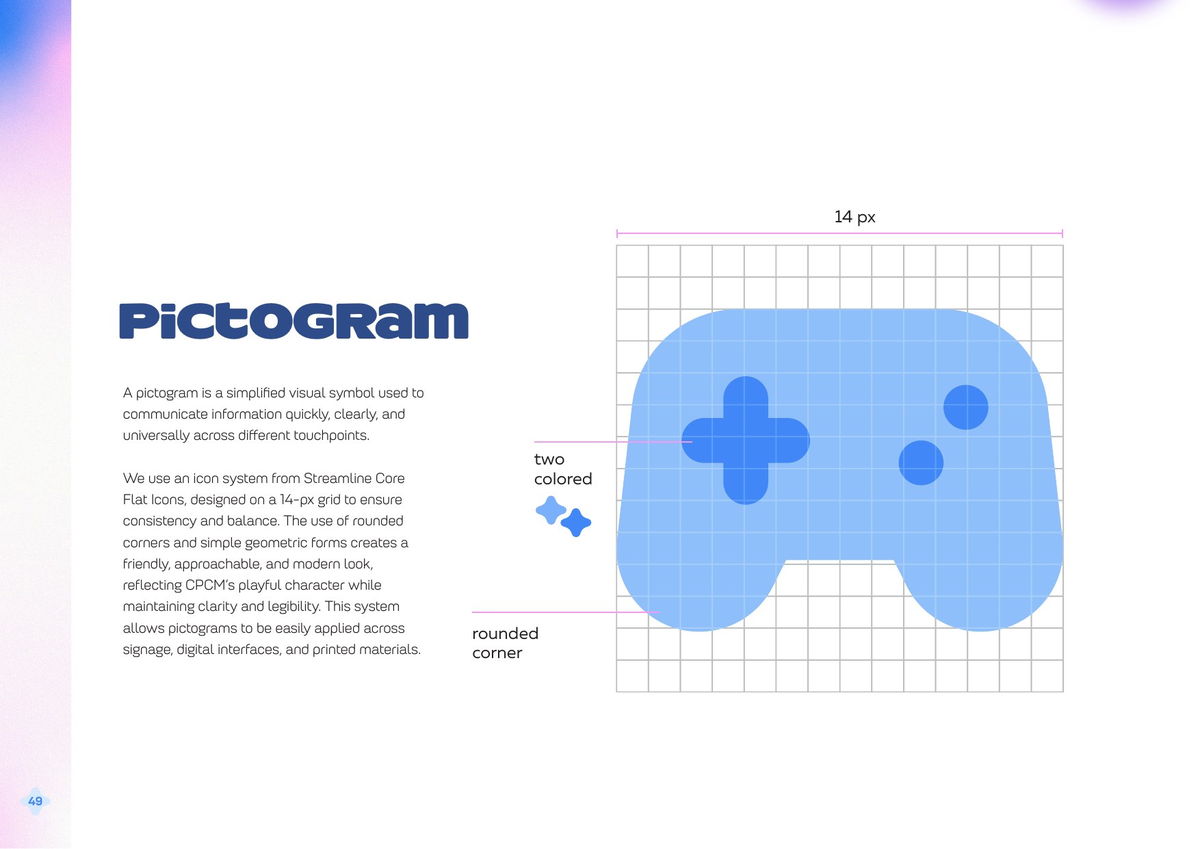 14 px
PictoGRam
A pictogram is a simplified visual symbol used to
communicate information quickly, clearly, and
universally across different touchpoints.
We use an icon system from Streamline Core
Flat Icons, designed on a 14-px grid to ensure
consistency and balance. The use of rounded
corners and simple geometric forms creates a
friendly, approachable, and modern look,
reflecting CPCM's playful character while
maintaining clarity and legibility. This system
allows pictograms to be easily applied across
signage, digital interfaces, and printed materials.
two
colored
rounded
corner
49